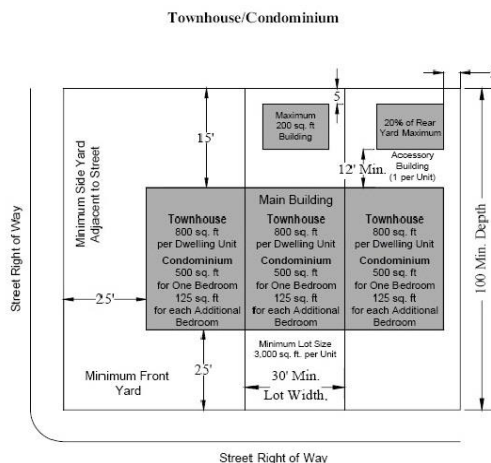 Townhouse/Condominium
5
15'
Maximum
200 sq. ft
Building
20% of Rear
Yard Maximum
12' Min.
Accessory
Building
(1 per Unit)
Minimum Side Yard
Adjacent to Street
Street Right of Way
100 Min. Depth
Main Building
Townhouse
800 sq. ft
per Dwelling Unit
Condominium
500 sq. ft
for One Bedroom
125 sq. ft
for each Additional
Bedroom
Townhouse
800 sq. ft
per Dwelling Unit
Condominium
500 sq. ft
for One Bedroom
125 sq. ft
for each Additional
Bedroom
Townhouse
800 sq. ft
per Dwelling Unit
Condominium
500 sq. ft
for One Bedroom
125 sq. ft
for each Additional
Bedroom
25'
25'
Minimum Front
Yard
Minimum Lot Size
3,000 sq. ft. per Unit
30' Min.
Lot Width.
Street Right of Way